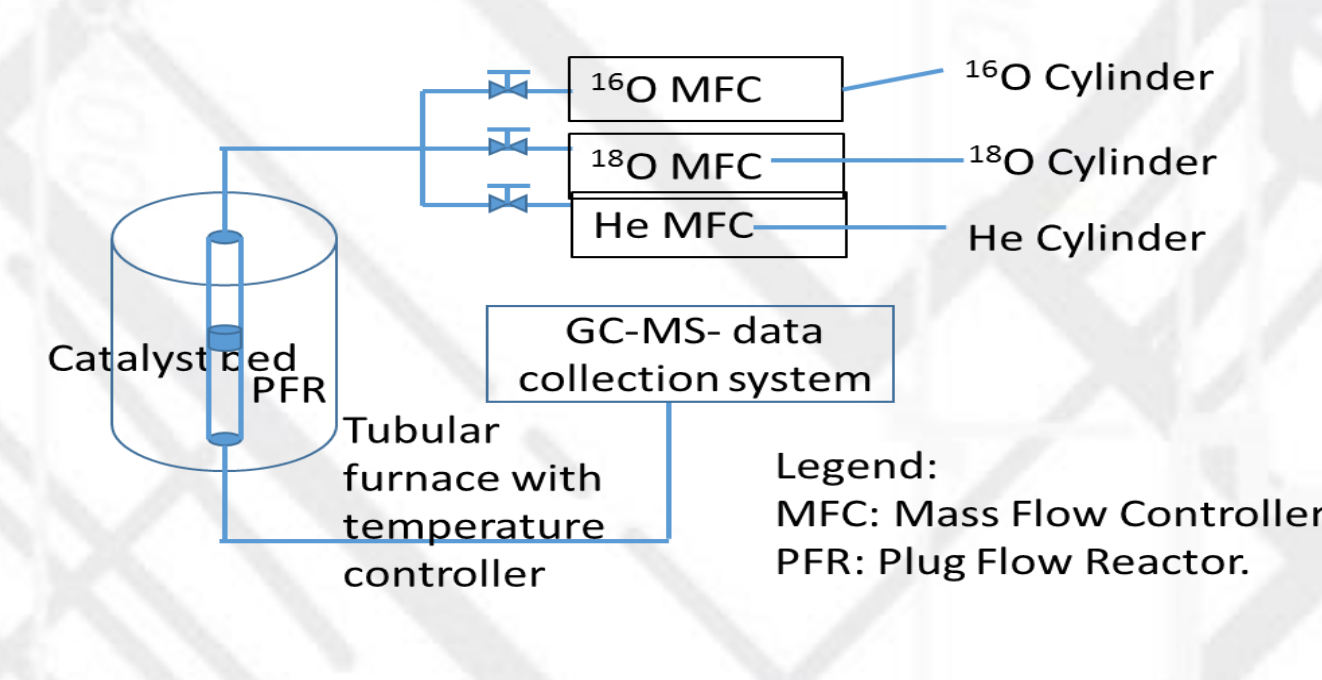 ¹⁶O MFC
¹⁶O Cylinder
¹⁸O MFC
¹⁸O Cylinder
He MFC
He Cylinder
GC-MS- data
collection system
Catalyst bed
PFR
Tubular
furnace with
temperature
controller
Legend:
MFC: Mass Flow Controller
PFR: Plug Flow Reactor.